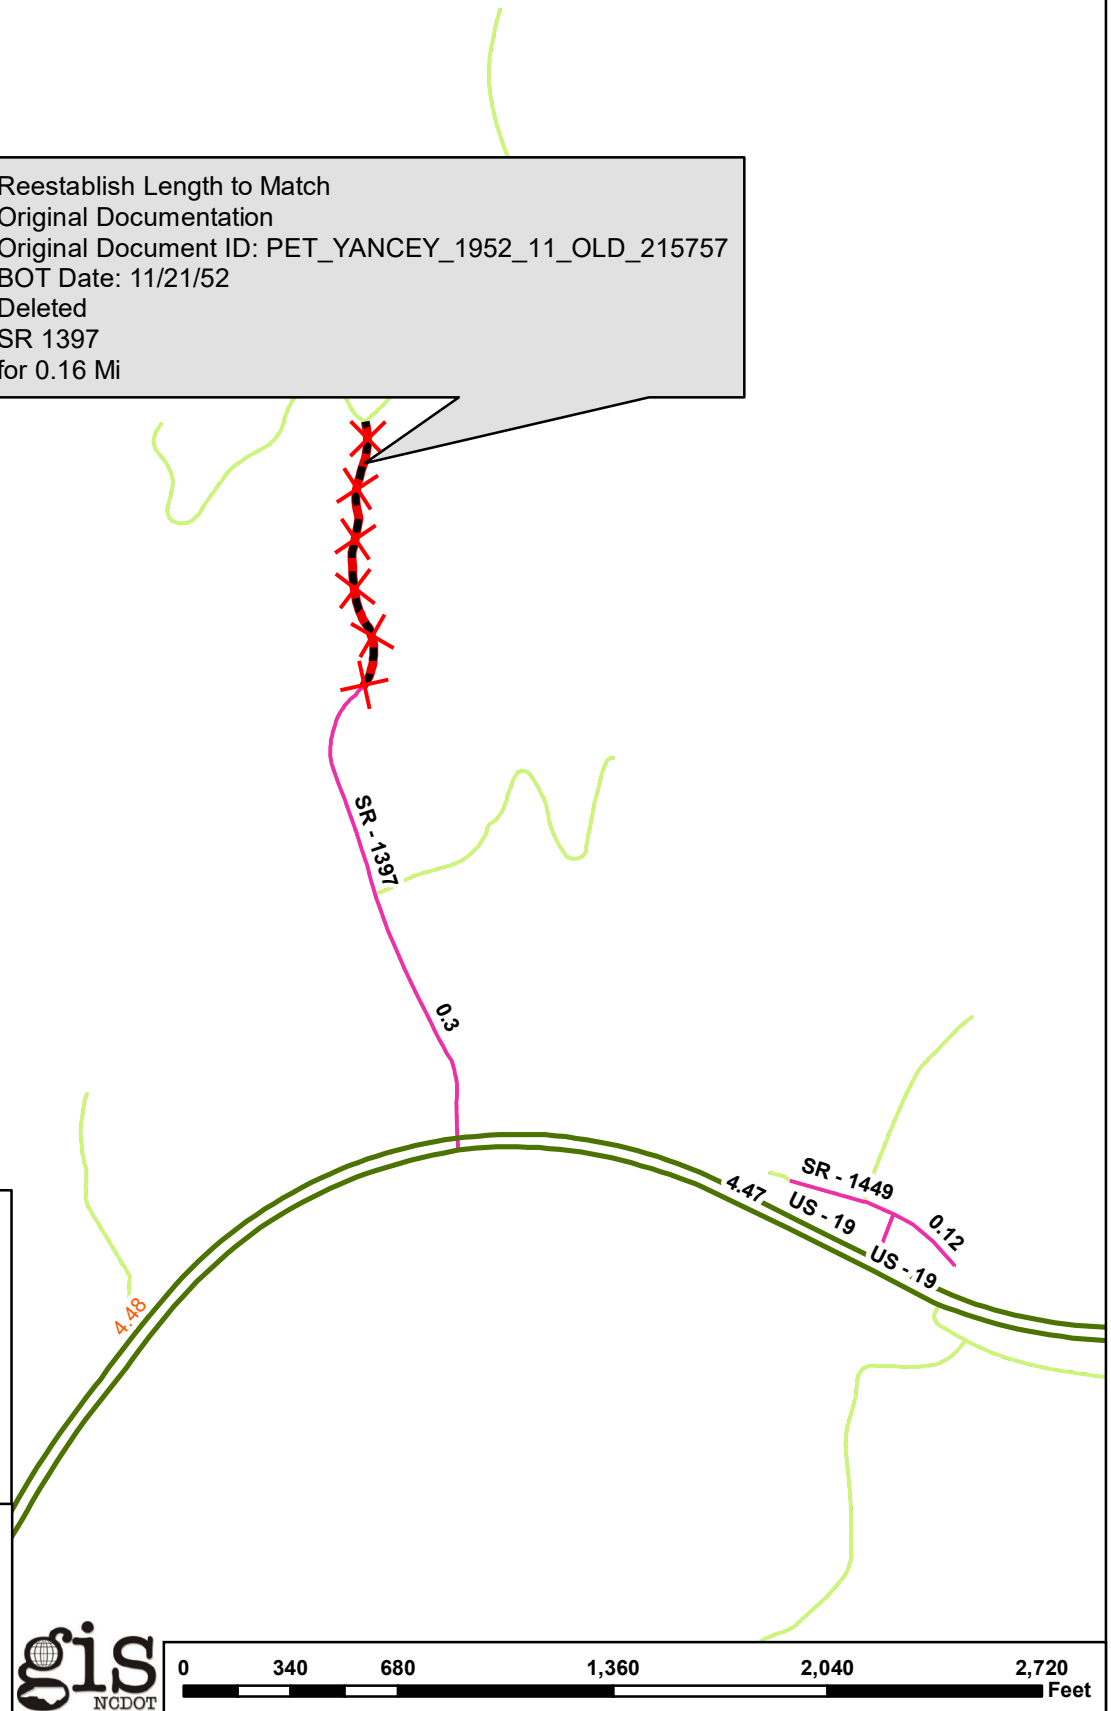 Reestablish Length to Match
Original Documentation
Original Document ID: PET_YANCEY_1952_11_OLD_215757
BOT Date: 11/21/52
Deleted
SR 1397
for 0.16 Mi
SR - 1397
0.3
SR - 1449
4.47
US - 19
0.12
US - 19
4.48
gis
NCDOT
0 340 680 1,360 2,040 2,720
Feet